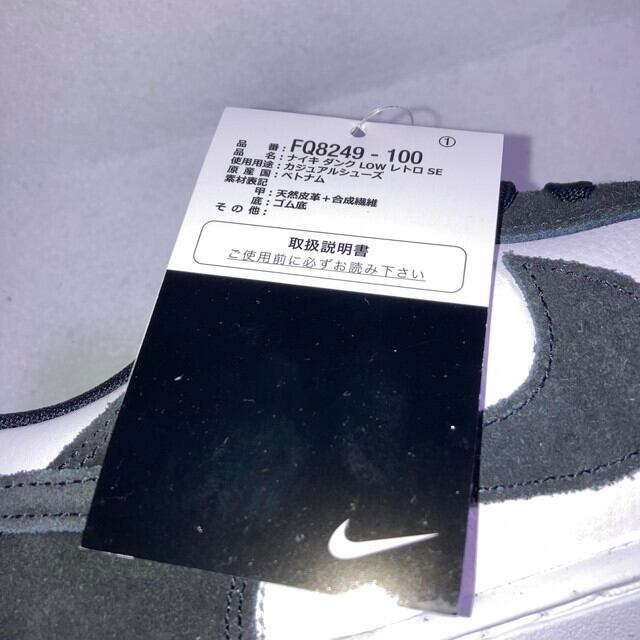 ①
品番：FQ8249 - 100
品名：ナイキ ダンク LOW レトロ SE
使用用途：カジュアルシューズ
原産国：ベトナム
素材表記
甲：天然皮革＋合成繊維
底：ゴム底
その他：
取扱説明書
ご使用前に必ずお読み下さい